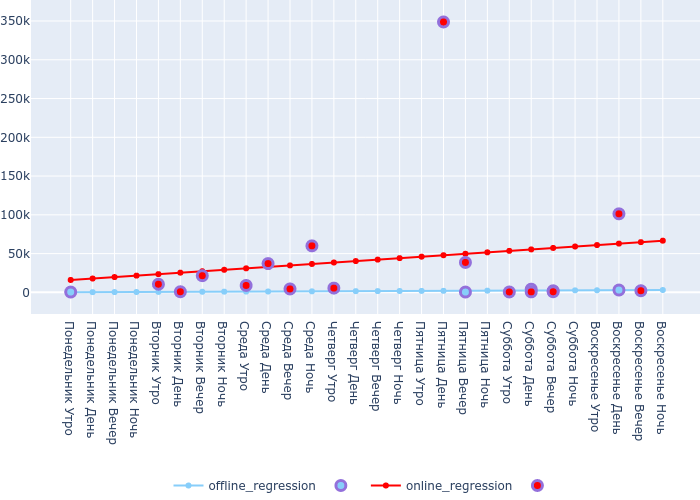 350k
300k
250k
200k
150k
100k
50k
0
Понедельник Утро
Понедельник День
Понедельник Вечер
Понедельник Ночь
Вторник Утро
Вторник День
Вторник Вечер
Вторник Ночь
Среда Утро
Среда День
Среда Вечер
Среда Ночь
Четверг Утро
Четверг День
Четверг Вечер
Четверг Ночь
Пятница Утро
Пятница День
Пятница Вечер
Пятница Ночь
Суббота Утро
Суббота День
Суббота Вечер
Суббота Ночь
Воскресенье Утро
Воскресенье День
Воскресенье Вечер
Воскресенье Ночь
offline_regression
online_regression